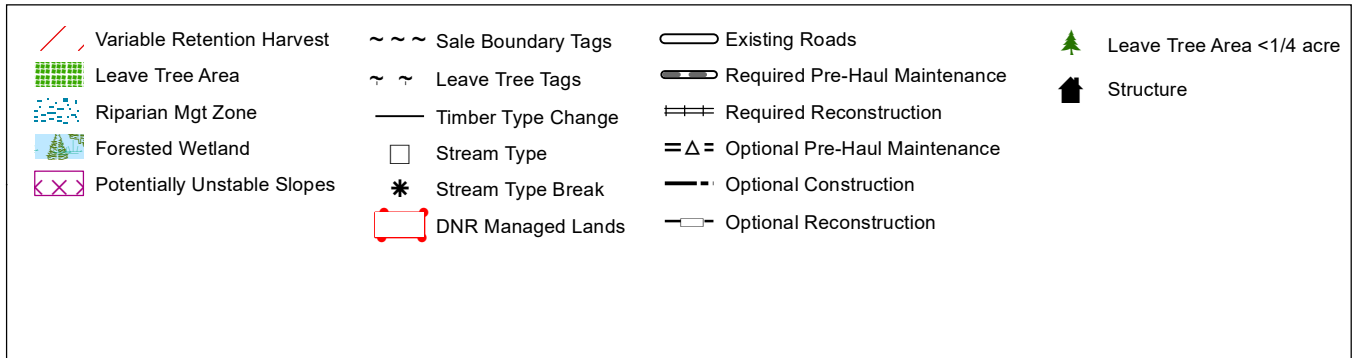 Variable Retention Harvest
Leave Tree Area
Riparian Mgt Zone
Forested Wetland
Potentially Unstable Slopes
Sale Boundary Tags
Leave Tree Tags
Timber Type Change
Stream Type
Stream Type Break
DNR Managed Lands
Existing Roads
Required Pre-Haul Maintenance
Required Reconstruction
Optional Pre-Haul Maintenance
Optional Construction
Optional Reconstruction
Leave Tree Area <1/4 acre
Structure